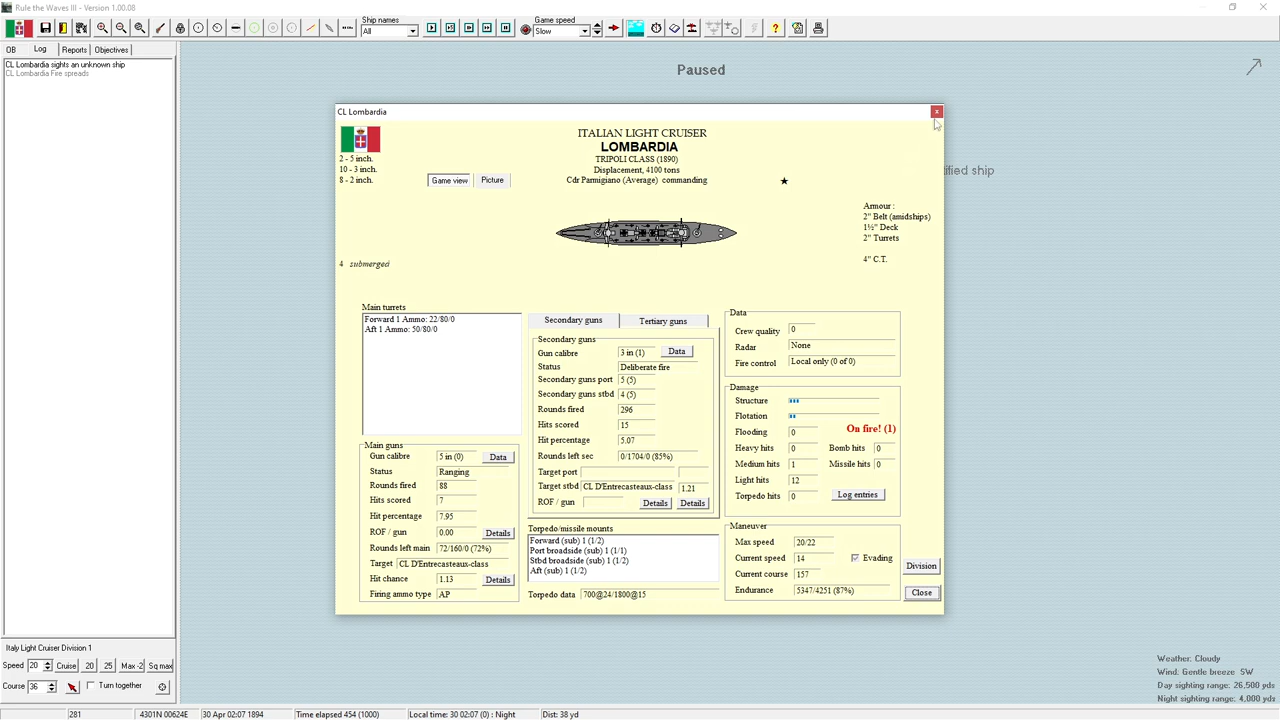 Rule the Waves III - Version 1.00.08
Ship names
All
Game speed
Slow
OB
Log
Reports
Objectives
CL Lombardia sights an unknown ship
CL Lombardia Fire spreads
Paused
CL Lombardia
x
2 - 5 inch.
10 - 3 inch.
8 - 2 inch.
ITALIAN LIGHT CRUISER
LOMBARDIA
TRIPOLI CLASS (1890)
Displacement, 4100 tons
Cdr Parmigiano (Average) commanding
Game view
Picture
ified ship
Armour :
2" Belt (amidships)
1½" Deck
2" Turrets
4" C.T.
4 submerged
Main turrets
Forward 1 Ammo: 22/80/0
Aft 1 Ammo: 50/80/0
Main guns
Gun calibre 5 in (0) Data
Status Ranging
Rounds fired 88
Hits scored 7
Hit percentage 7.95
ROF / gun 0.00 Details
Rounds left main 72/160/0 (72%)
Target CL D'Entrecasteaux-class
Hit chance 1.13 Details
Firing ammo type AP
Secondary guns
Tertiary guns
Secondary guns
Gun calibre 3 in (1) Data
Status Deliberate fire
Secondary guns port 5 (5)
Secondary guns stbd 4 (5)
Rounds fired 296
Hits scored 15
Hit percentage 5.07
Rounds left sec 0/1704/0 (85%)
Target port
Target stbd CL D'Entrecasteaux-class 1.21
ROF / gun Details Details
Torpedo/missile mounts
Forward (sub) 1 (1/2)
Port broadside (sub) 1 (1/1)
Stbd broadside (sub) 1 (1/2)
Aft (sub) 1 (1/2)
Torpedo data 700@24/1800@15
Data
Crew quality 0
Radar None
Fire control Local only (0 of 0)
Damage
Structure
Flotation
On fire! (1)
Flooding 0
Heavy hits 0 Bomb hits 0
Medium hits 1 Missile hits 0
Light hits 12
Torpedo hits 0 Log entries
Maneuver
Max speed 20/22
Current speed 14 Evading
Current course 157
Endurance 5347/4251 (87%)
Division
Close
Italy Light Cruiser Division 1
Speed 20 Cruise 20 25 Max -2 Sq max
Course 36 Turn together
Weather: Cloudy
Wind: Gentle breeze SW
Day sighting range: 26,500 yds
Night sighting range: 4,000 yds
281 4301N 00624E 30 Apr 02:07 1894 Time elapsed 454 (1000) Local time: 30 02:07 (0) : Night Dist: 38 yd